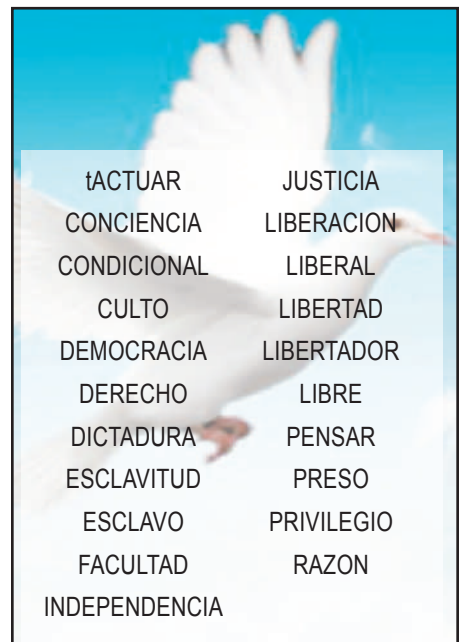 tACTUAR
CONCIENCIA
CONDICIONAL
CULTO
DEMOCRACIA
DERECHO
DICTADURA
ESCLAVITUD
ESCLAVO
FACULTAD
INDEPENDENCIA
JUSTICIA
LIBERACION
LIBERAL
LIBERTAD
LIBERTADOR
LIBRE
PENSAR
PRESO
PRIVILEGIO
RAZON